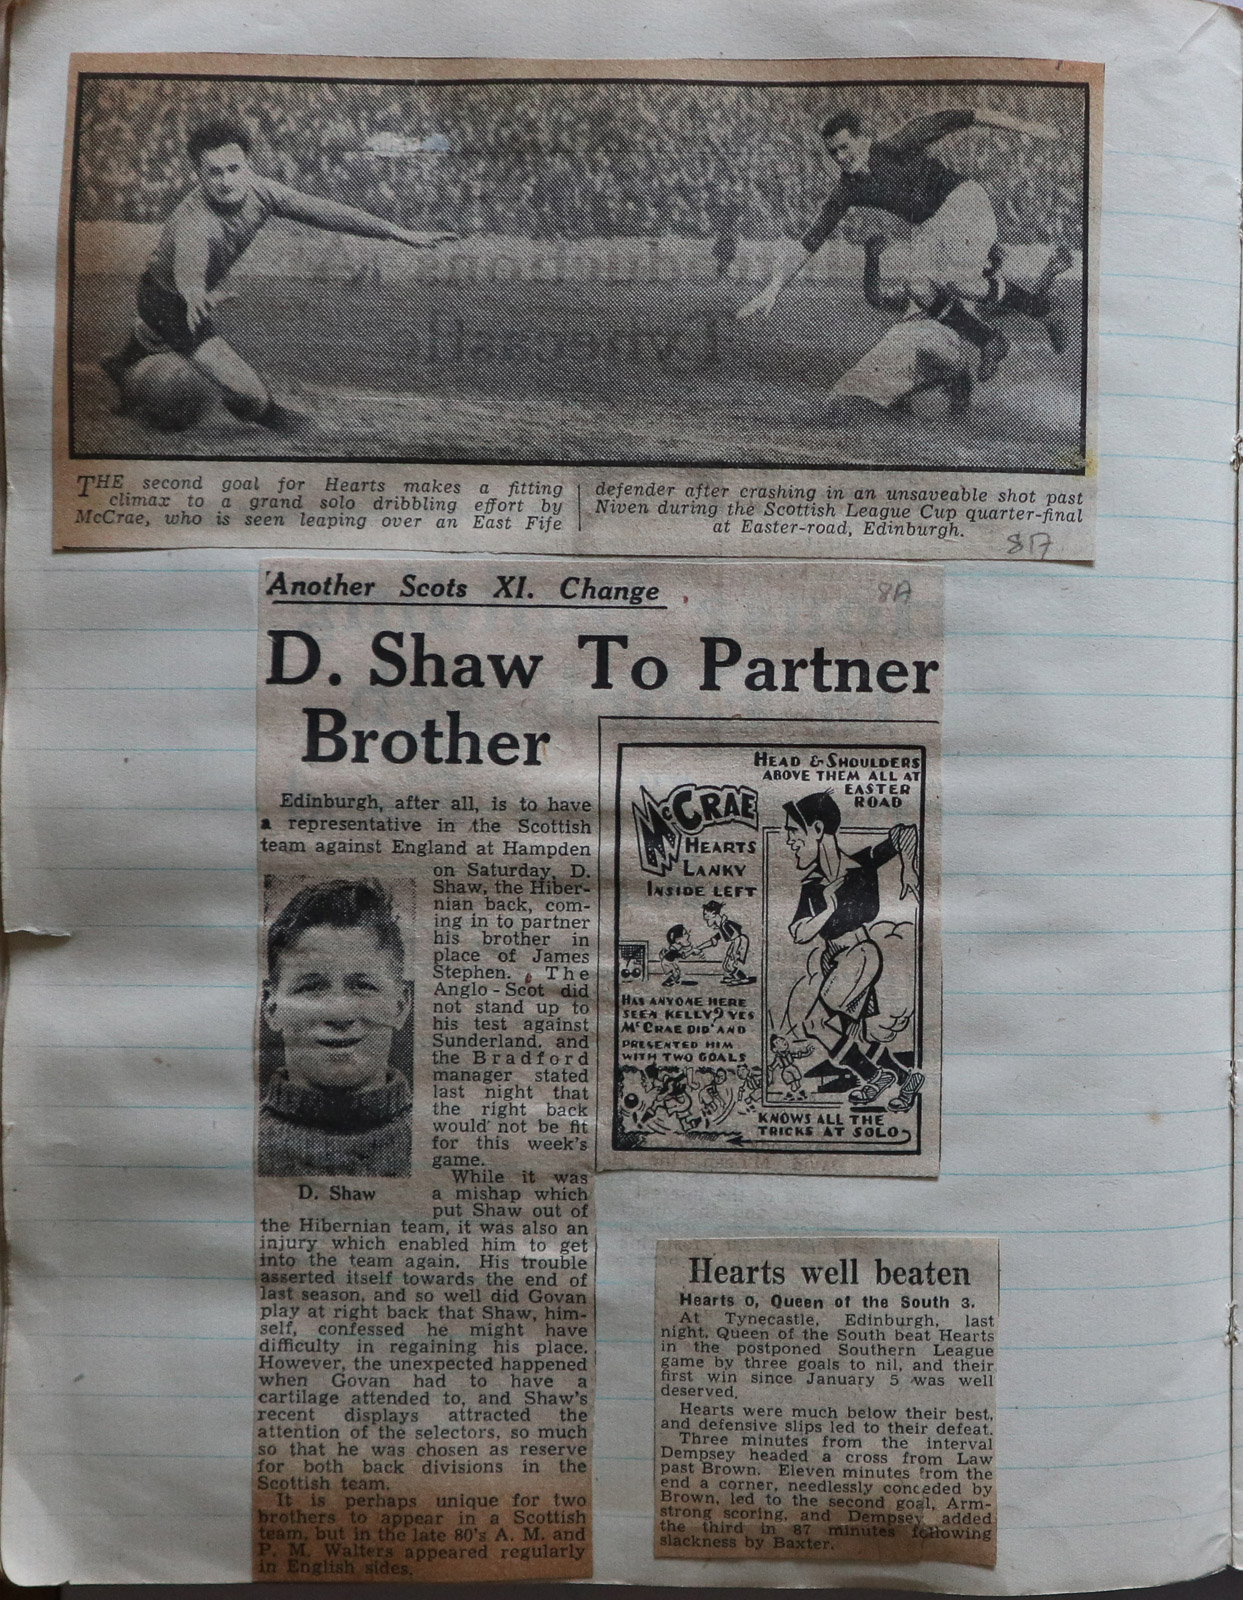 THE second goal for Hearts makes a fitting
climax to a grand solo dribbling effort by
McCrae, who is seen leaping over an East Fife
defender after crashing in an unsaveable shot past
Niven during the Scottish League Cup quarter-final
at Easter-road, Edinburgh.
Another Scots XI. Change
8A
D. Shaw To Partner
Brother
Edinburgh, after all, is to have
a representative in the Scottish
team against England at Hampden
on Saturday, D.
Shaw, the Hiber-
nian back, com-
ing in to partner
his brother in
place of James
Stephen. The
Anglo-Scot did
not stand up to
his test against
Sunderland, and
the Bradford
manager stated
last night that
the right back
would not be fit
for this week's
game.
While it was
a mishap which
put Shaw out of
the Hibernian team, it was also an
injury which enabled him to get
into the team again. His trouble
asserted itself towards the end of
last season, and so well did Govan
play at right back that Shaw, him-
self, confessed he might have
difficulty in regaining his place.
However, the unexpected happened
when Govan had to have a
cartilage attended to, and Shaw's
recent displays attracted the
attention of the selectors, so much
so that he was chosen as reserve
for both back divisions in the
Scottish team.
It is perhaps unique for two
brothers to appear in a Scottish
team, but in the late 80's A. M. and
P. M. Walters appeared regularly
in English sides.
D. Shaw
HEAD & SHOULDERS
ABOVE THEM ALL AT
EASTER
ROAD
McCRAE
HEARTS
LANKY
INSIDE LEFT
HAS ANYONE HERE
SEEN KELLY? YES
McCRAE DID AND
PRESENTED HIM
WITH TWO GOALS
KNOWS ALL THE
TRICKS AT SOLO
Hearts well beaten
Hearts 0, Queen of the South 3.
At Tynecastle, Edinburgh, last
night, Queen of the South beat Hearts
in the postponed Southern League
game by three goals to nil, and their
first win since January 5 was well
deserved.
Hearts were much below their best,
and defensive slips led to their defeat.
Three minutes from the interval
Dempsey headed a cross from Law
past Brown. Eleven minutes from the
end a corner, needlessly conceded by
Brown, led to the second goal, Arm-
strong scoring, and Dempsey added
the third in 87 minutes following
slackness by Baxter.